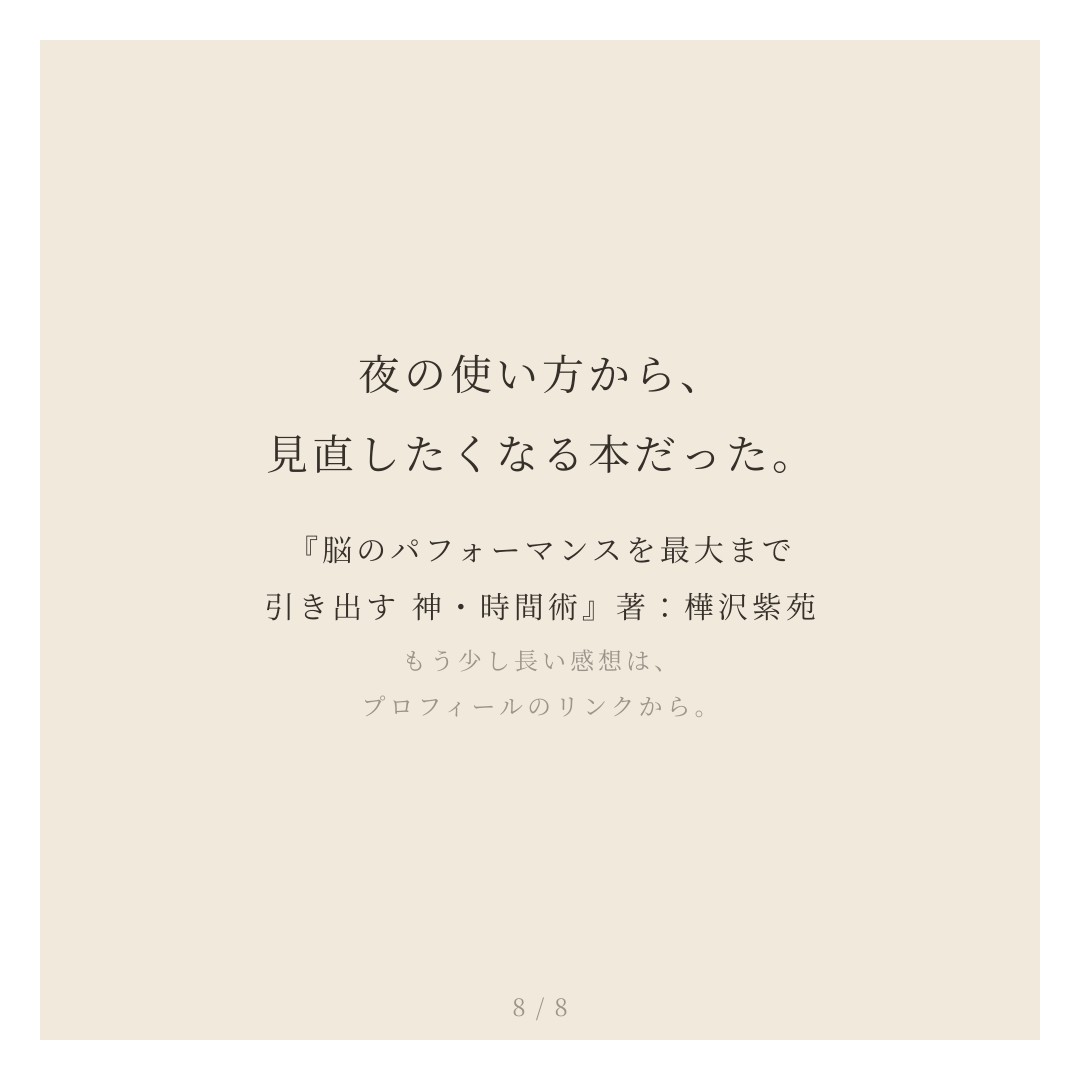 夜の使い方から、
見直したくなる本だった。
『脳のパフォーマンスを最大まで
引き出す 神・時間術』著：樺沢紫苑
もう少し長い感想は、
プロフィールのリンクから。
8 / 8